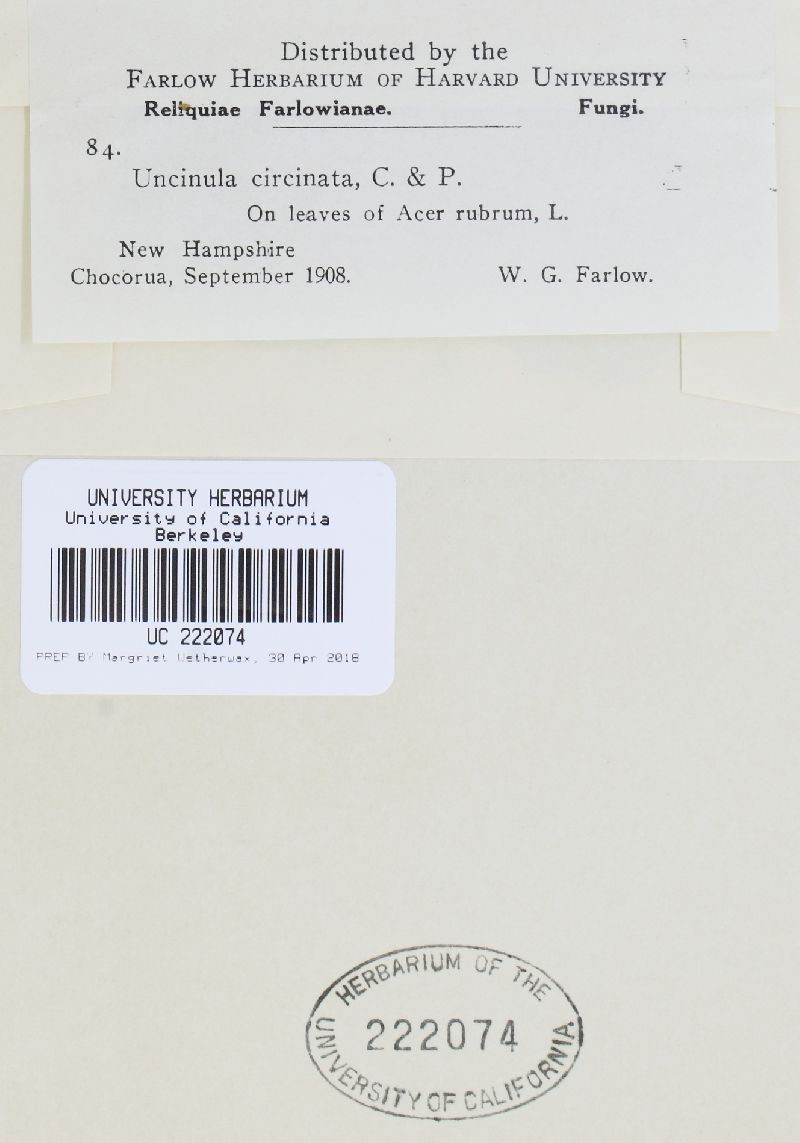 Distributed by the
FARLOW HERBARIUM OF HARVARD UNIVERSITY
Reliquiae Farlowianae. Fungi.
84.
Uncinula circinata, C. & P.
On leaves of Acer rubrum, L.
New Hampshire
Chocorua, September 1908. W. G. Farlow.
UNIVERSITY HERBARIUM
University of California
Berkeley
UC 222074
PREP BY Margriet Wetherwax, 30 Apr 2018
HERBARIUM OF THE
222074
UNIVERSITY OF CALIFORNIA